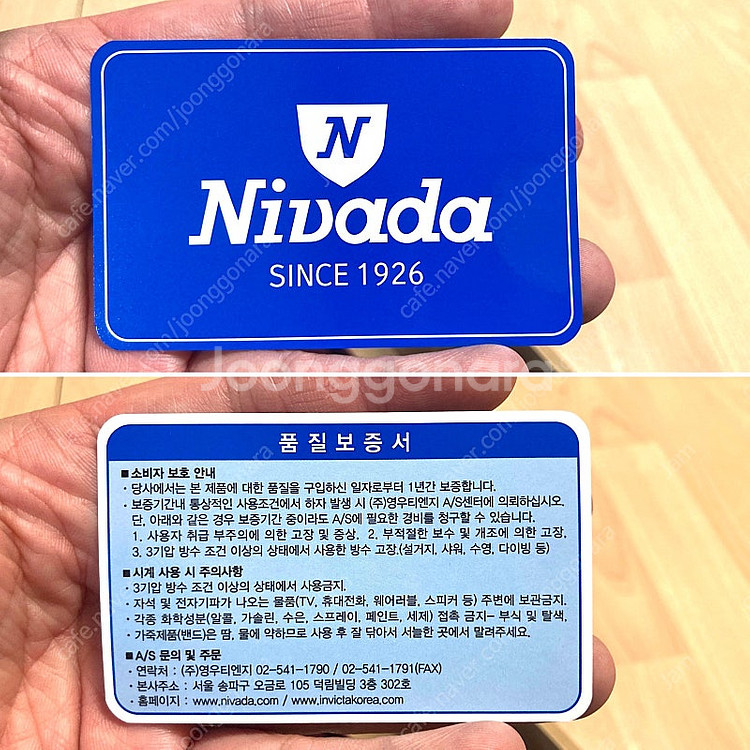 N
Nivada
SINCE 1926
Joonggonara
품질보증서
■ 소비자 보호 안내
· 당사에서는 본 제품에 대한 품질을 구입하신 일자로부터 1년간 보증합니다.
· 보증기간내 통상적인 사용조건에서 하자 발생 시 (주)영우티엔지 A/S센터에 의뢰하십시오.
단, 아래와 같은 경우 보증기간 중이라도 A/S에 필요한 경비를 청구할 수 있습니다.
1. 사용자 취급 부주의에 의한 고장 및 증상. 2. 부적절한 보수 및 개조에 의한 고장.
3. 3기압 방수 조건 이상의 상태에서 사용한 방수 고장.(설거지, 샤워, 수영, 다이빙 등)
■ 시계 사용 시 주의사항
· 3기압 방수 조건 이상의 상태에서 사용금지.
· 자석 및 전자기파가 나오는 물품(TV, 휴대전화, 웨어러블, 스피커 등) 주변에 보관금지.
· 각종 화학성분(알콜, 가솔린, 수은, 스프레이, 페인트, 세제) 접촉 금지- 부식 및 탈색.
· 가죽제품(밴드)은 땀, 물에 약하므로 사용 후 잘 닦아서 서늘한 곳에서 말려주세요.
■ A/S 문의 및 주문
· 연락처 : (주)영우티엔지 02-541-1790 / 02-541-1791(FAX)
· 본사주소 : 서울 송파구 오금로 105 덕림빌딩 3층 302호
· 홈페이지 : www.nivada.com / www.invictakorea.com
cafe.naver.com/joonggonara